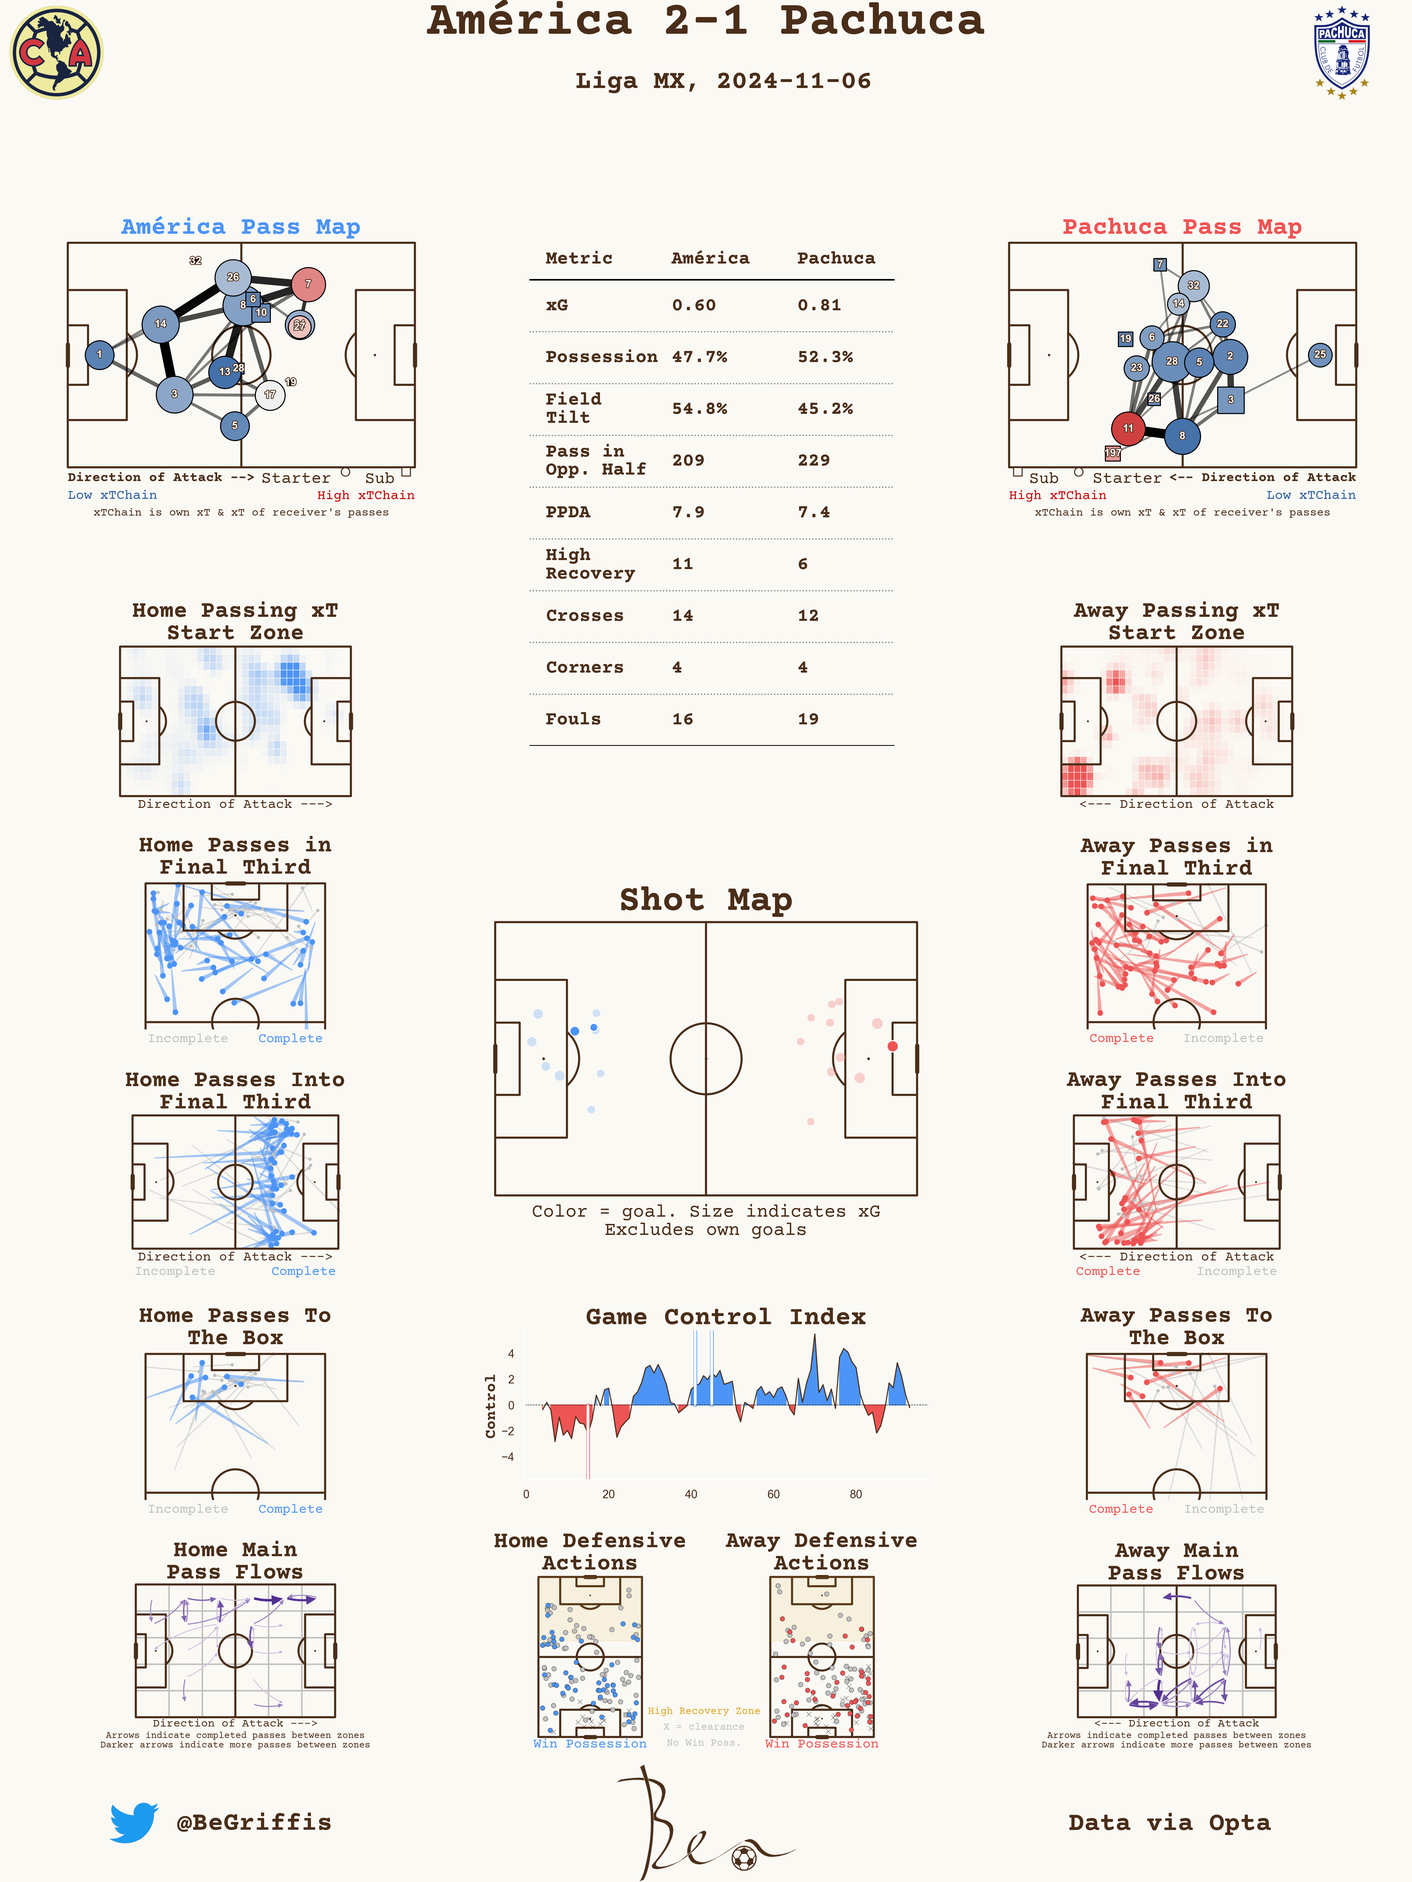 América 2-1 Pachuca
Liga MX, 2024-11-06
CA
PACHUCA
CLUB DE FUTBOL
América Pass Map
32
26
7
6
8
10
14
27
1
13
28
3
17
19
5
Direction of Attack --> Starter Sub
Low xTChain High xTChain
xTChain is own xT & xT of receiver's passes
Metric América Pachuca
xG 0.60 0.81
Possession 47.7% 52.3%
Field
Tilt 54.8% 45.2%
Pass in
Opp. Half 209 229
PPDA 7.9 7.4
High
Recovery 11 6
Crosses 14 12
Corners 4 4
Fouls 16 19
Pachuca Pass Map
7
32
14
22
19
6
28
5
2
25
23
26
3
11
8
197
Sub Starter <-- Direction of Attack
High xTChain Low xTChain
xTChain is own xT & xT of receiver's passes
Home Passing xT
Start Zone
Direction of Attack --->
Away Passing xT
Start Zone
<--- Direction of Attack
Home Passes in
Final Third
Incomplete Complete
Away Passes in
Final Third
Complete Incomplete
Shot Map
Color = goal. Size indicates xG
Excludes own goals
Home Passes Into
Final Third
Direction of Attack --->
Incomplete Complete
Away Passes Into
Final Third
<--- Direction of Attack
Complete Incomplete
Home Passes To
The Box
Incomplete Complete
Game Control Index
Control
4
2
0
−2
−4
0 20 40 60 80
Away Passes To
The Box
Complete Incomplete
Home Main
Pass Flows
Direction of Attack --->
Arrows indicate completed passes between zones
Darker arrows indicate more passes between zones
Home Defensive
Actions
Win Possession
Away Defensive
Actions
Win Possession
High Recovery Zone
X = clearance
No Win Poss.
Away Main
Pass Flows
<--- Direction of Attack
Arrows indicate completed passes between zones
Darker arrows indicate more passes between zones
@BeGriffis
Ben
Data via Opta